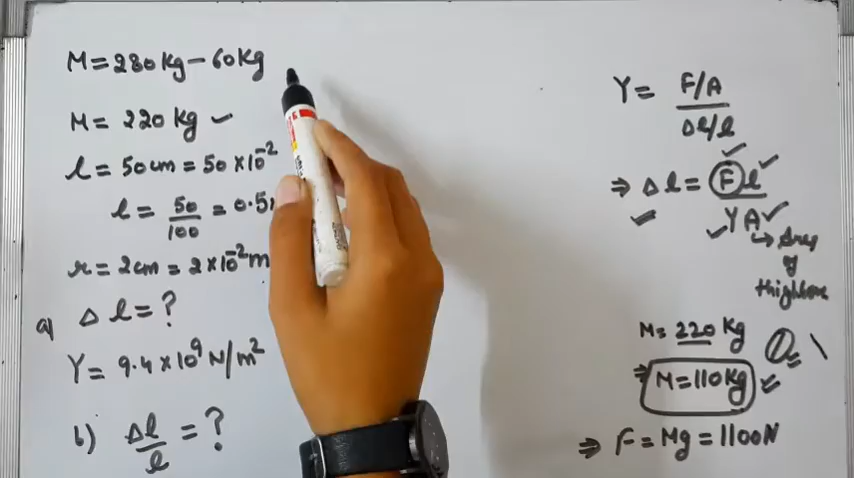 M = 280 Kg - 60 Kg
M = 220 Kg ✓
l = 50 cm = 50 × 10⁻²
l = 50/100 = 0.5
r = 2 cm = 2 × 10⁻² m
a) Δl = ?
Y = 9.4 × 10⁹ N/m²
b) Δl/l = ?
Y = F/A / Δl/l
⇒ Δl = Fl / YA
↳ Area of thighbone
M = 220 Kg
⇒ M = 110 Kg
⇒ F = Mg = 1100 N